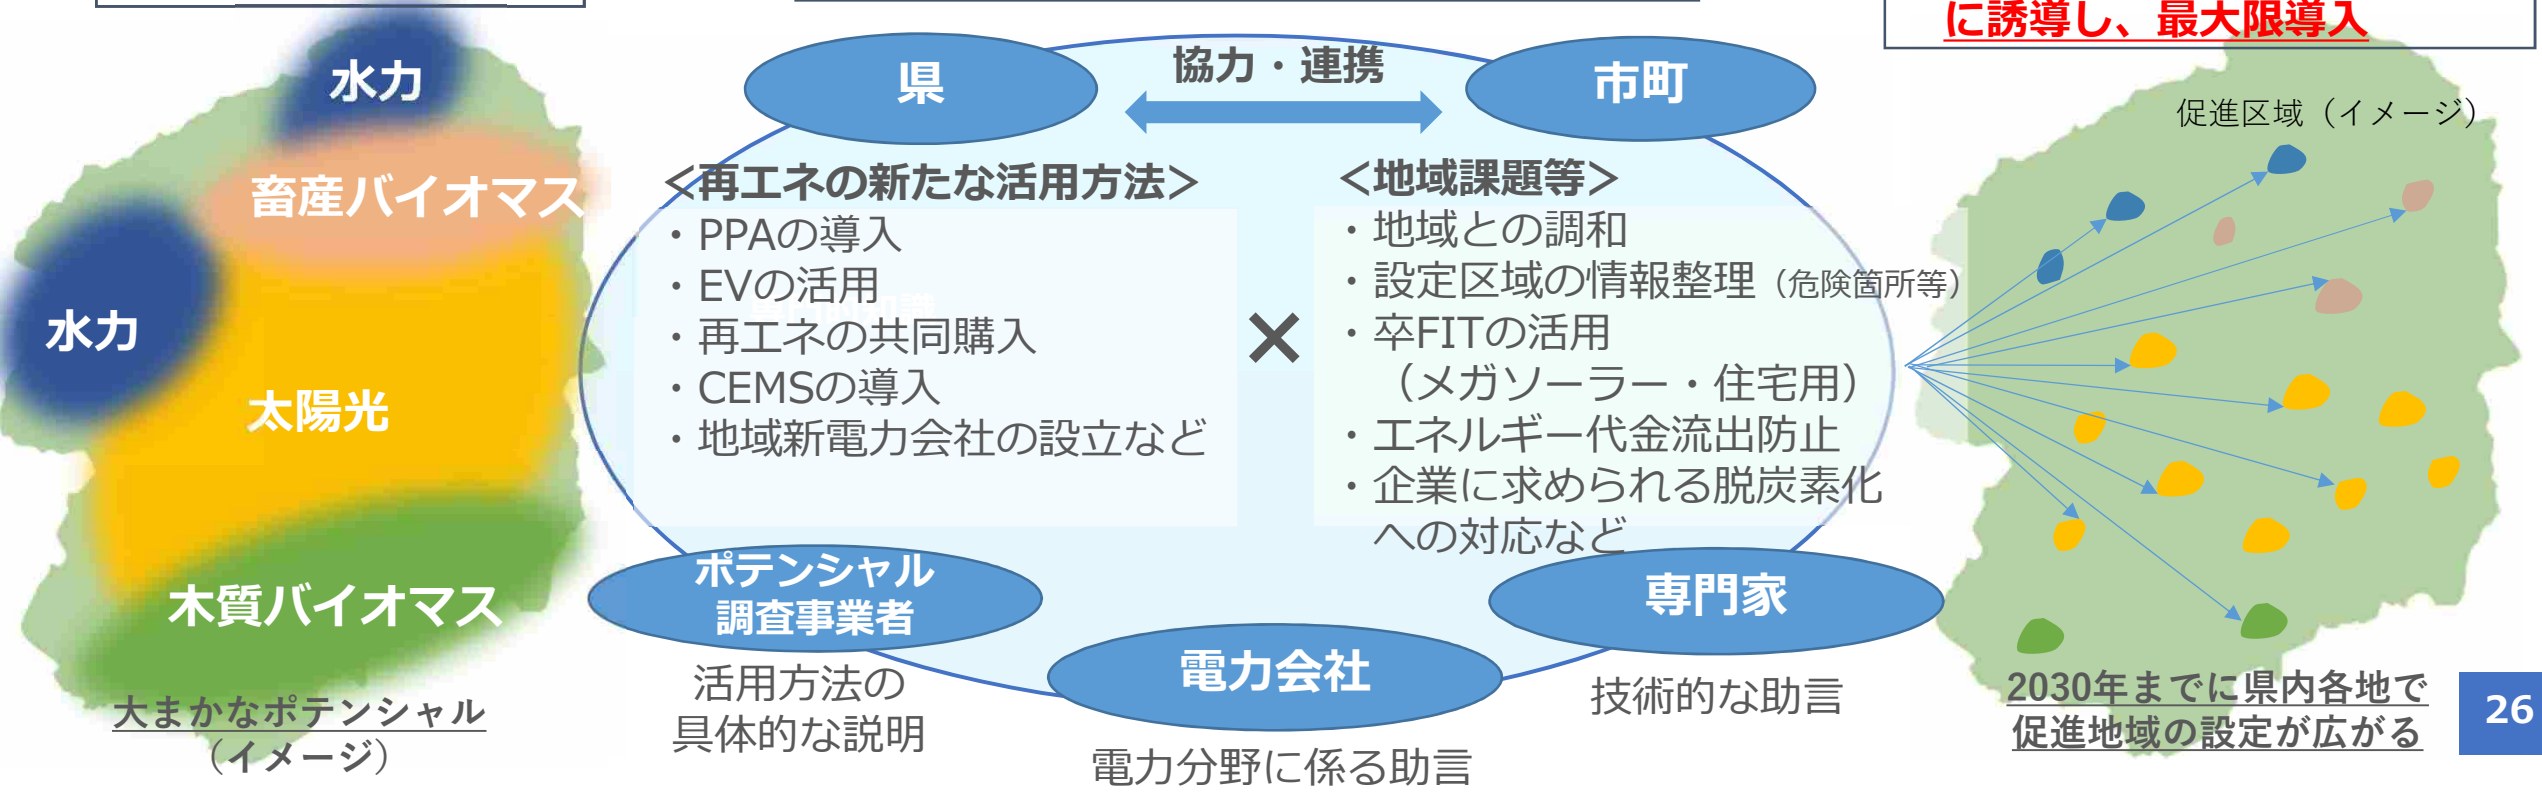 に誘導し、最大限導入
水力
畜産バイオマス
水力
太陽光
木質バイオマス
大まかなポテンシャル
（イメージ）
県
協力・連携
市町
＜再エネの新たな活用方法＞
・PPAの導入
・EVの活用
・再エネの共同購入
・CEMSの導入
・地域新電力会社の設立など
×
＜地域課題等＞
・地域との調和
・設定区域の情報整理（危険箇所等）
・卒FITの活用
（メガソーラー・住宅用）
・エネルギー代金流出防止
・企業に求められる脱炭素化
への対応など
ポテンシャル
調査事業者
活用方法の
具体的な説明
電力会社
電力分野に係る助言
専門家
技術的な助言
促進区域（イメージ）
2030年までに県内各地で
促進地域の設定が広がる
26